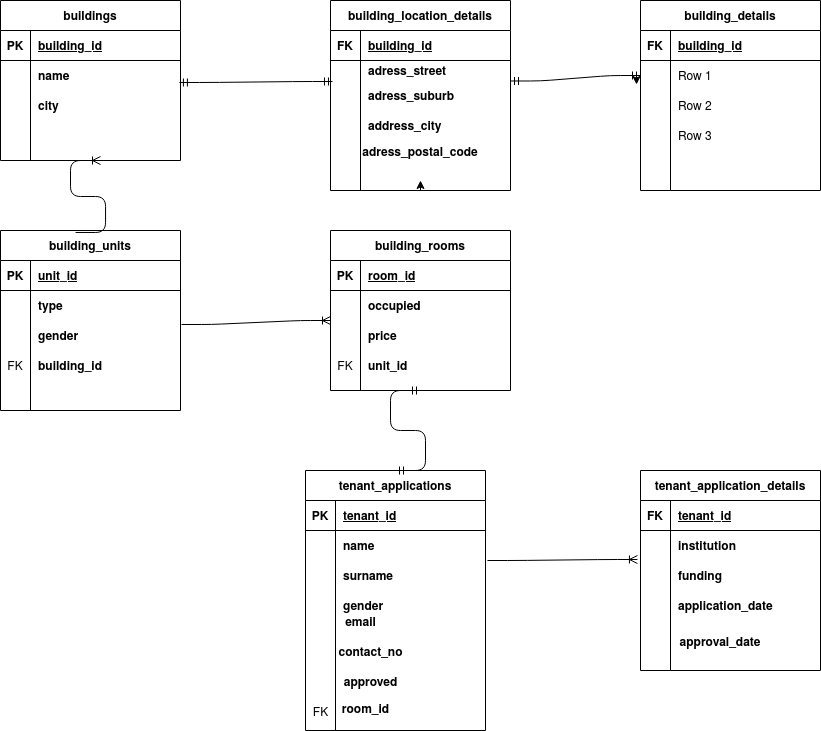 buildings
PK building_id
name
city
building_location_details
FK building_id
adress_street
adress_suburb
address_city
adress_postal_code
building_details
FK building_id
Row 1
Row 2
Row 3
building_units
PK unit_id
type
gender
FK building_id
building_rooms
PK room_id
occupied
price
FK unit_id
tenant_applications
PK tenant_id
name
surname
gender
email
contact_no
approved
FK room_id
tenant_application_details
FK tenant_id
institution
funding
application_date
approval_date